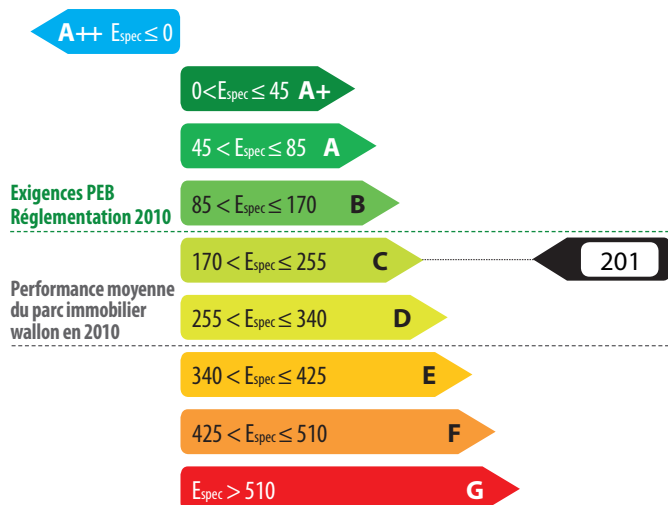 A++ Espec ≤ 0
0<Espec ≤ 45 A+
45 < Espec ≤ 85 A
Exigences PEB
Réglementation 2010
85 < Espec ≤ 170 B
170 < Espec ≤ 255 C
201
Performance moyenne
du parc immobilier
wallon en 2010
255 < Espec ≤ 340 D
340 < Espec ≤ 425 E
425 < Espec ≤ 510 F
Espec > 510 G